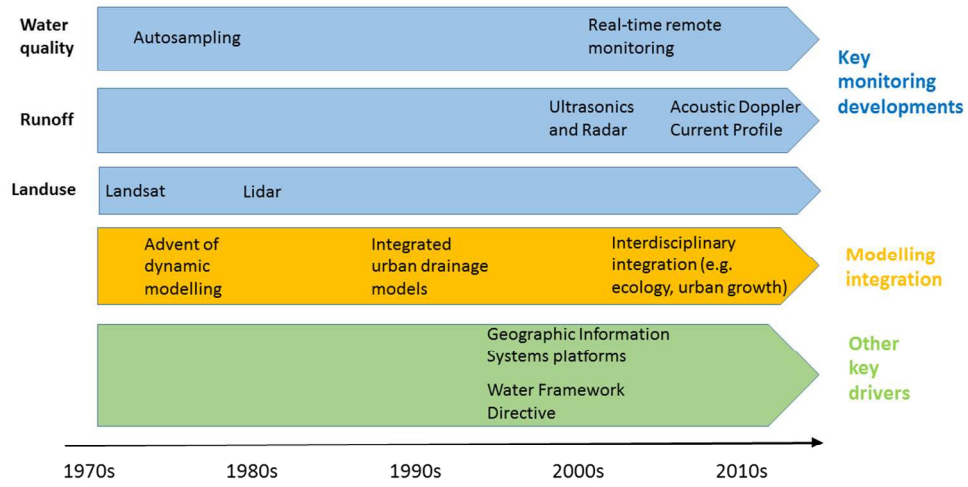 Water
quality
Autosampling
Real-time remote
monitoring
Key
monitoring
developments
Runoff
Ultrasonics
and Radar
Acoustic Doppler
Current Profile
Landuse
Landsat
Lidar
Advent of
dynamic
modelling
Integrated
urban drainage
models
Interdisciplinary
integration (e.g.
ecology, urban growth)
Modelling
integration
Geographic Information
Systems platforms
Water Framework
Directive
Other
key
drivers
1970s
1980s
1990s
2000s
2010s